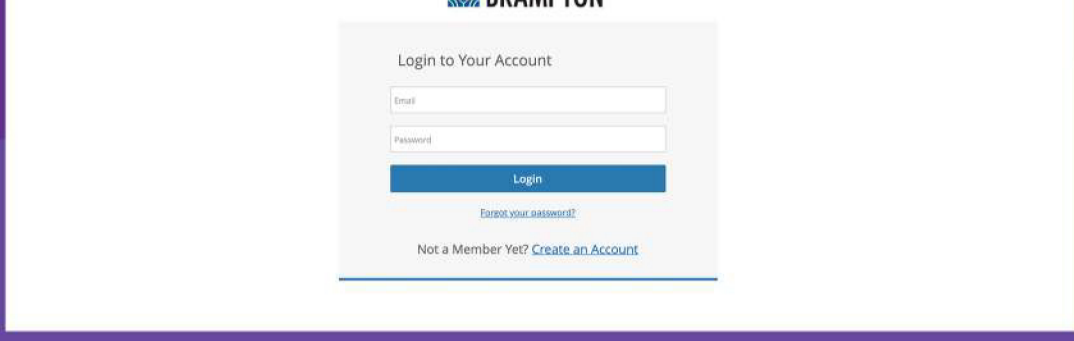 BRAMPTON
Login to Your Account
Email
Password
Login
Forgot your password?
Not a Member Yet? Create an Account